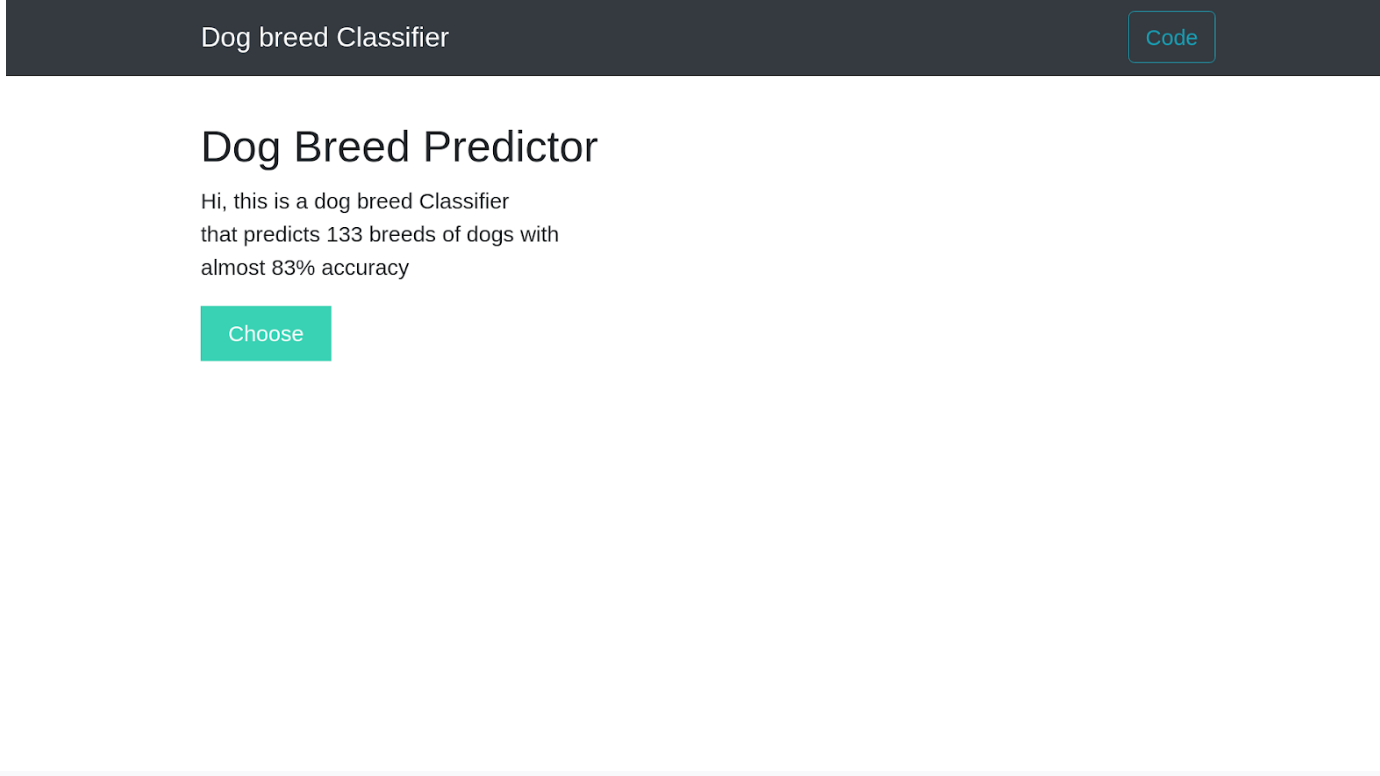 Dog breed Classifier
Code
Dog Breed Predictor
Hi, this is a dog breed Classifier
that predicts 133 breeds of dogs with
almost 83% accuracy
Choose